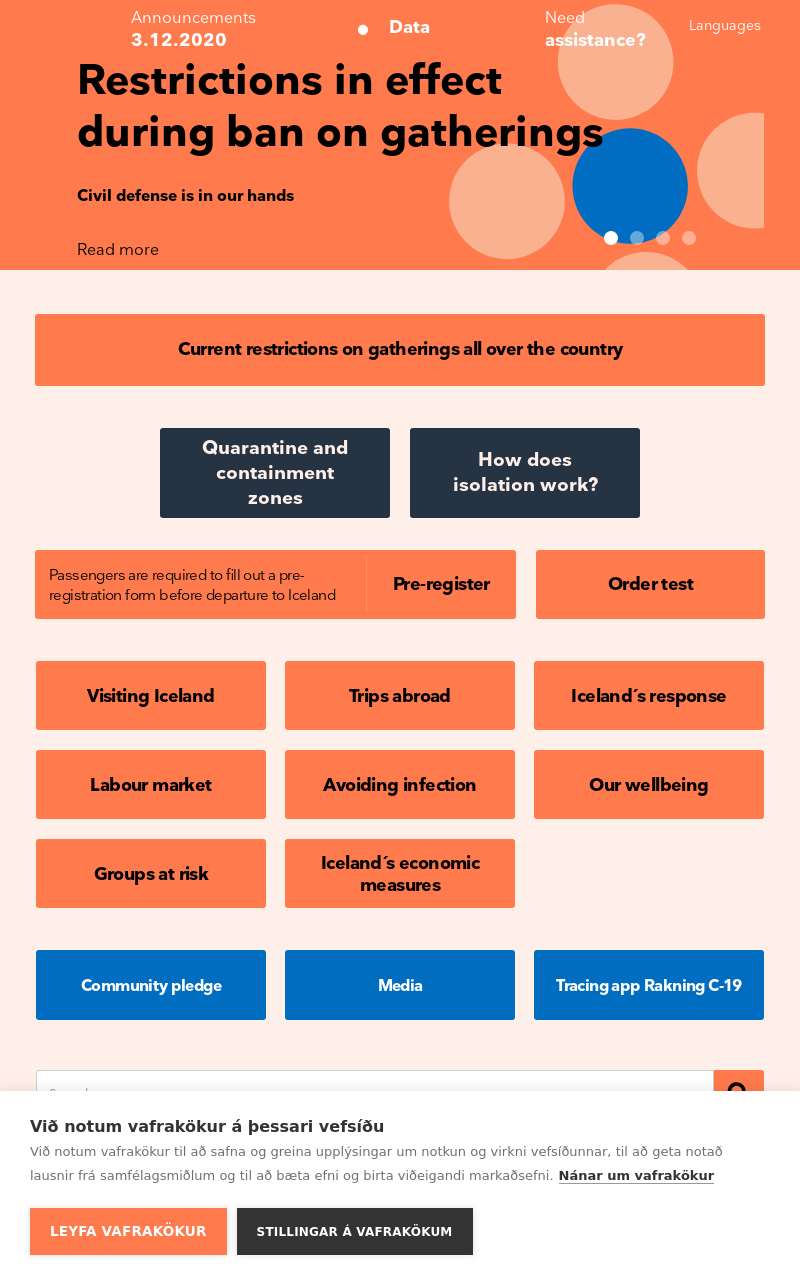 Announcements
3.12.2020
Data
Need
assistance?
Languages
Restrictions in effect
during ban on gatherings
Civil defense is in our hands
Read more
Current restrictions on gatherings all over the country
Quarantine and
containment
zones
How does
isolation work?
Passengers are required to fill out a pre-
registration form before departure to Iceland
Pre-register
Order test
Visiting Iceland
Trips abroad
Iceland´s response
Labour market
Avoiding infection
Our wellbeing
Groups at risk
Iceland´s economic
measures
Community pledge
Media
Tracing app Rakning C-19
Við notum vafrakökur á þessari vefsíðu
Við notum vafrakökur til að safna og greina upplýsingar um notkun og virkni vefsíðunnar, til að geta notað
lausnir frá samfélagsmiðlum og til að bæta efni og birta viðeigandi markaðsefni. Nánar um vafrakökur
LEYFA VAFRAKÖKUR
STILLINGAR Á VAFRAKÖKUM